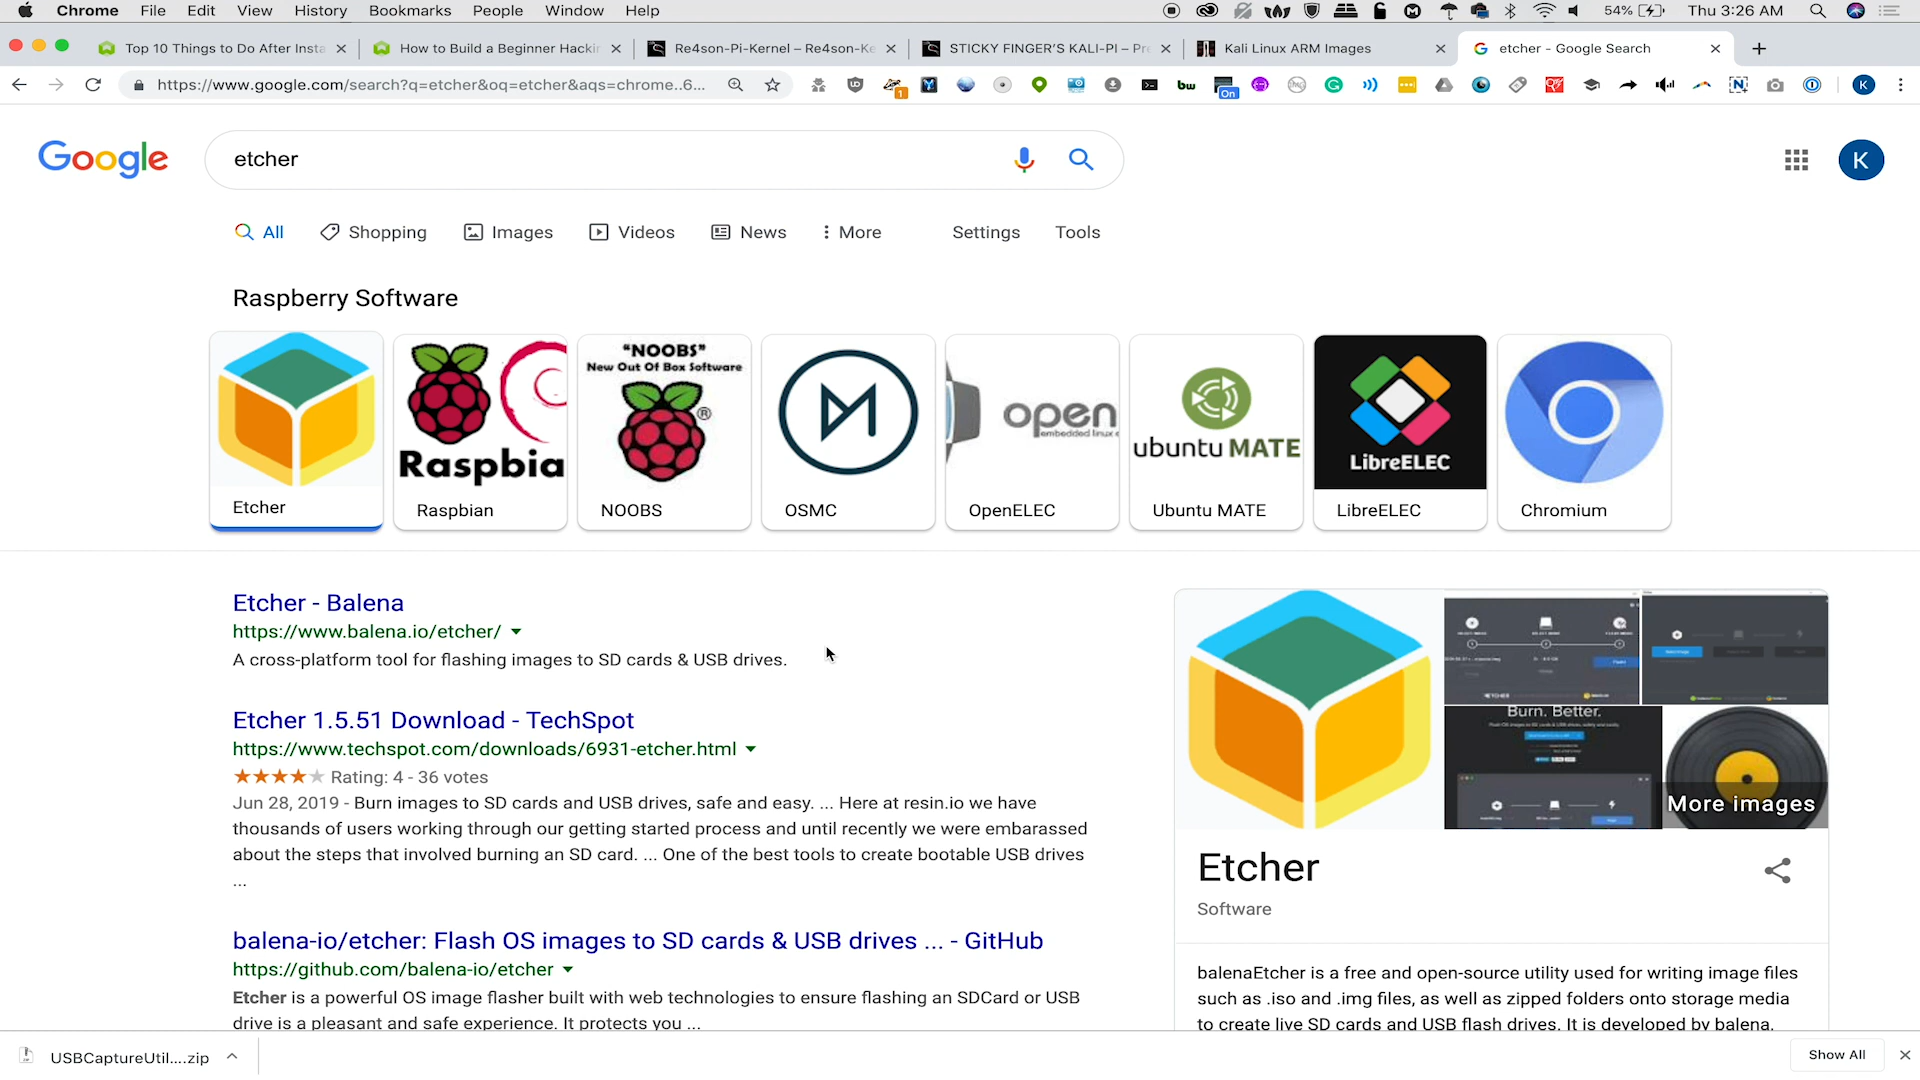 Chrome File Edit View History Bookmarks People Window Help
54% Thu 3:26 AM
Top 10 Things to Do After Insta
How to Build a Beginner Hackin
Re4son-Pi-Kernel – Re4son-Ke
STICKY FINGER'S KALI-PI – Pre
Kali Linux ARM Images
etcher - Google Search
https://www.google.com/search?q=etcher&oq=etcher&aqs=chrome..6...
1
bw
On
K
Google
etcher
K
All Shopping Images Videos News More Settings Tools
Raspberry Software
Raspbia
"NOOBS"
New Out Of Box Software
open
embedded linux
ubuntu MATE
LibreELEC
Etcher
Raspbian
NOOBS
OSMC
OpenELEC
Ubuntu MATE
LibreELEC
Chromium
Etcher - Balena
https://www.balena.io/etcher/
A cross-platform tool for flashing images to SD cards & USB drives.
Etcher 1.5.51 Download - TechSpot
https://www.techspot.com/downloads/6931-etcher.html
Rating: 4 - 36 votes
Jun 28, 2019 - Burn images to SD cards and USB drives, safe and easy. ... Here at resin.io we have
thousands of users working through our getting started process and until recently we were embarassed
about the steps that involved burning an SD card. ... One of the best tools to create bootable USB drives
...
balena-io/etcher: Flash OS images to SD cards & USB drives ... - GitHub
https://github.com/balena-io/etcher
Etcher is a powerful OS image flasher built with web technologies to ensure flashing an SDCard or USB
drive is a pleasant and safe experience. It protects you ...
Burn. Better.
More images
Etcher
Software
balenaEtcher is a free and open-source utility used for writing image files
such as .iso and .img files, as well as zipped folders onto storage media
to create live SD cards and USB flash drives. It is developed by balena,
USBCaptureUtil....zip
Show All